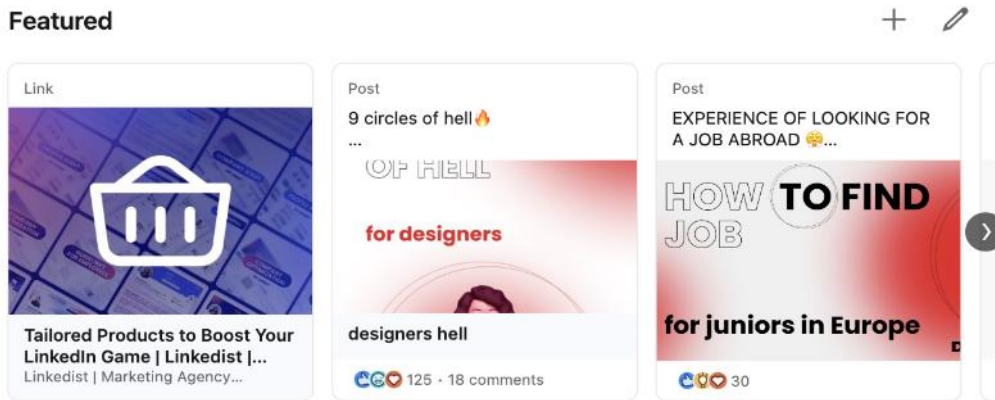 Featured
Link
Tailored Products to Boost Your
LinkedIn Game | Linkedist |...
Linkedist | Marketing Agency...
Post
9 circles of hell🔥
...
OF HELL
for designers
designers hell
125 · 18 comments
Post
EXPERIENCE OF LOOKING FOR
A JOB ABROAD 😤...
HOW TO FIND
JOB
for juniors in Europe
30